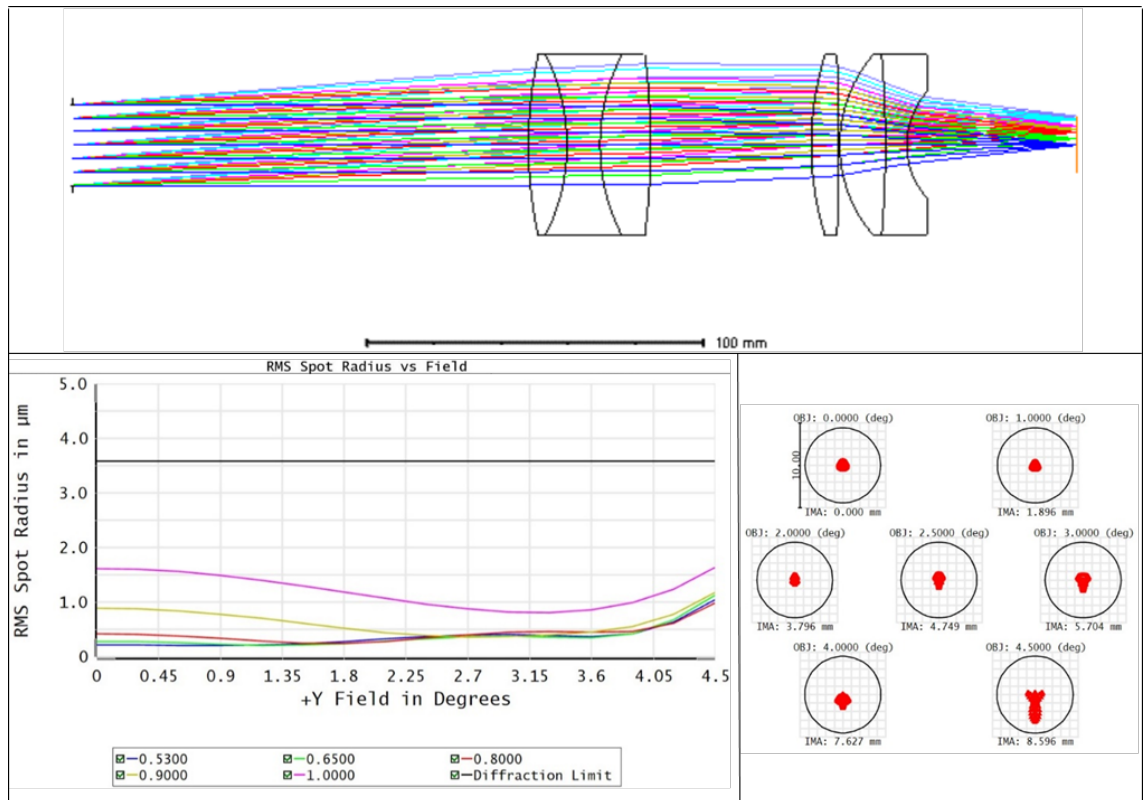 100 mm
RMS Spot Radius vs Field
5.0
4.0
3.0
2.0
1.0
0
RMS Spot Radius in µm
0 0.45 0.9 1.35 1.8 2.25 2.7 3.15 3.6 4.05 4.5
+Y Field in Degrees
0.5300 0.6500 0.8000
0.9000 1.0000 Diffraction Limit
OBJ: 0.0000 (deg) OBJ: 1.0000 (deg)
10.00
IMA: 0.000 mm IMA: 1.896 mm
OBJ: 2.0000 (deg) OBJ: 2.5000 (deg) OBJ: 3.0000 (deg)
IMA: 3.796 mm IMA: 4.749 mm IMA: 5.704 mm
OBJ: 4.0000 (deg) OBJ: 4.5000 (deg)
IMA: 7.627 mm IMA: 8.596 mm